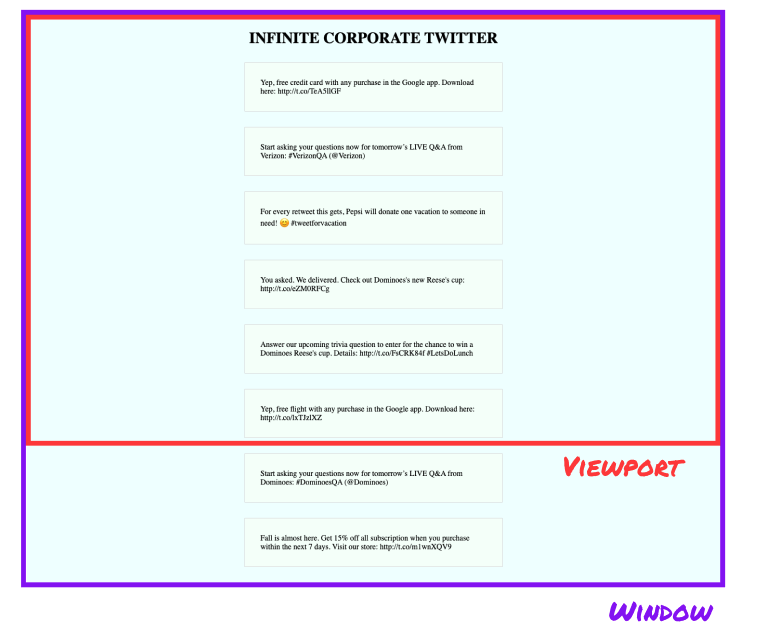 INFINITE CORPORATE TWITTER
Yep, free credit card with any purchase in the Google app. Download
here: http://t.co/TeA5llGF
Start asking your questions now for tomorrow's LIVE Q&A from
Verizon: #VerizonQA (@Verizon)
For every retweet this gets, Pepsi will donate one vacation to someone in
need! 😊 #tweetforvacation
You asked. We delivered. Check out Dominoes's new Reese's cup:
http://t.co/eZM0RFCg
Answer our upcoming trivia question to enter for the chance to win a
Dominoes Reese's cup. Details: http://t.co/FsCRK84f #LetsDoLunch
Yep, free flight with any purchase in the Google app. Download here:
http://t.co/lxTJzlXZ
Start asking your questions now for tomorrow's LIVE Q&A from
Dominoes: #DominoesQA (@Dominoes)
Viewport
Fall is almost here. Get 15% off all subscription when you purchase
within the next 7 days. Visit our store: http://t.co/m1wnXQV9
Window